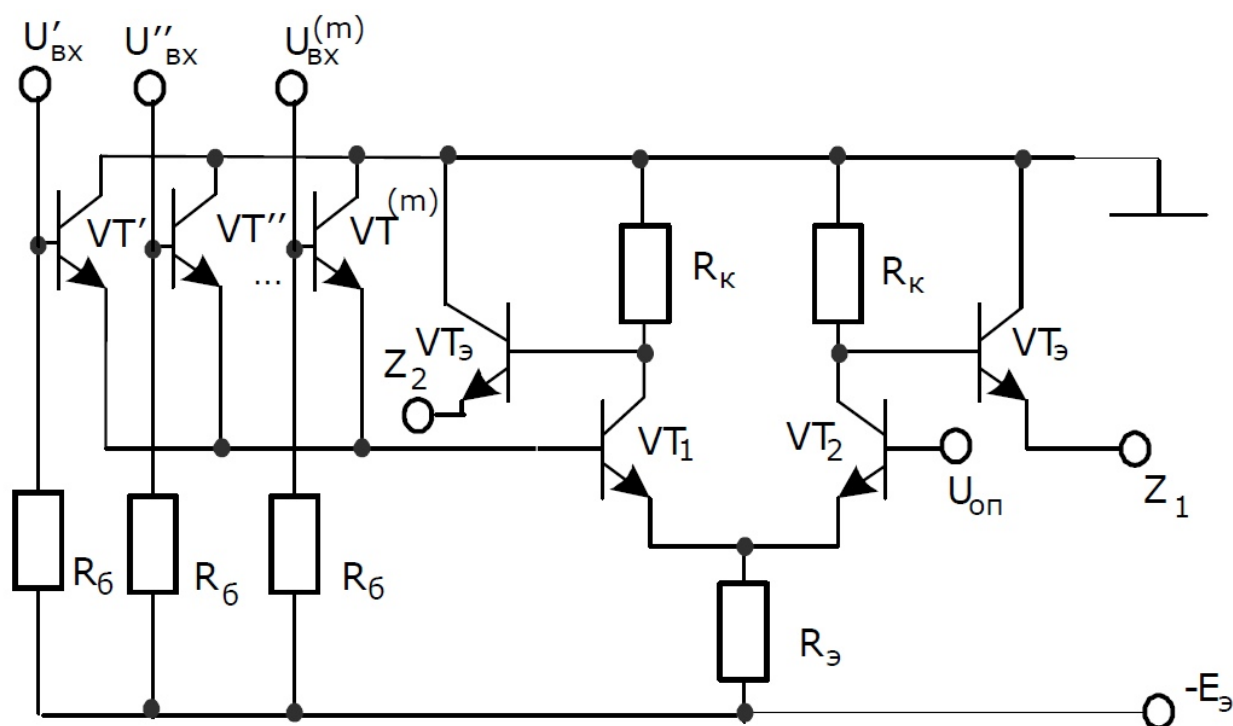 U′вх
U′′вх
Uвх(m)
VT′
VT′′
VT(m)
...
Rк
Rк
VTэ
VTэ
Z2
VT1
VT2
Uоп
Z1
Rб
Rб
Rб
Rэ
-Eэ